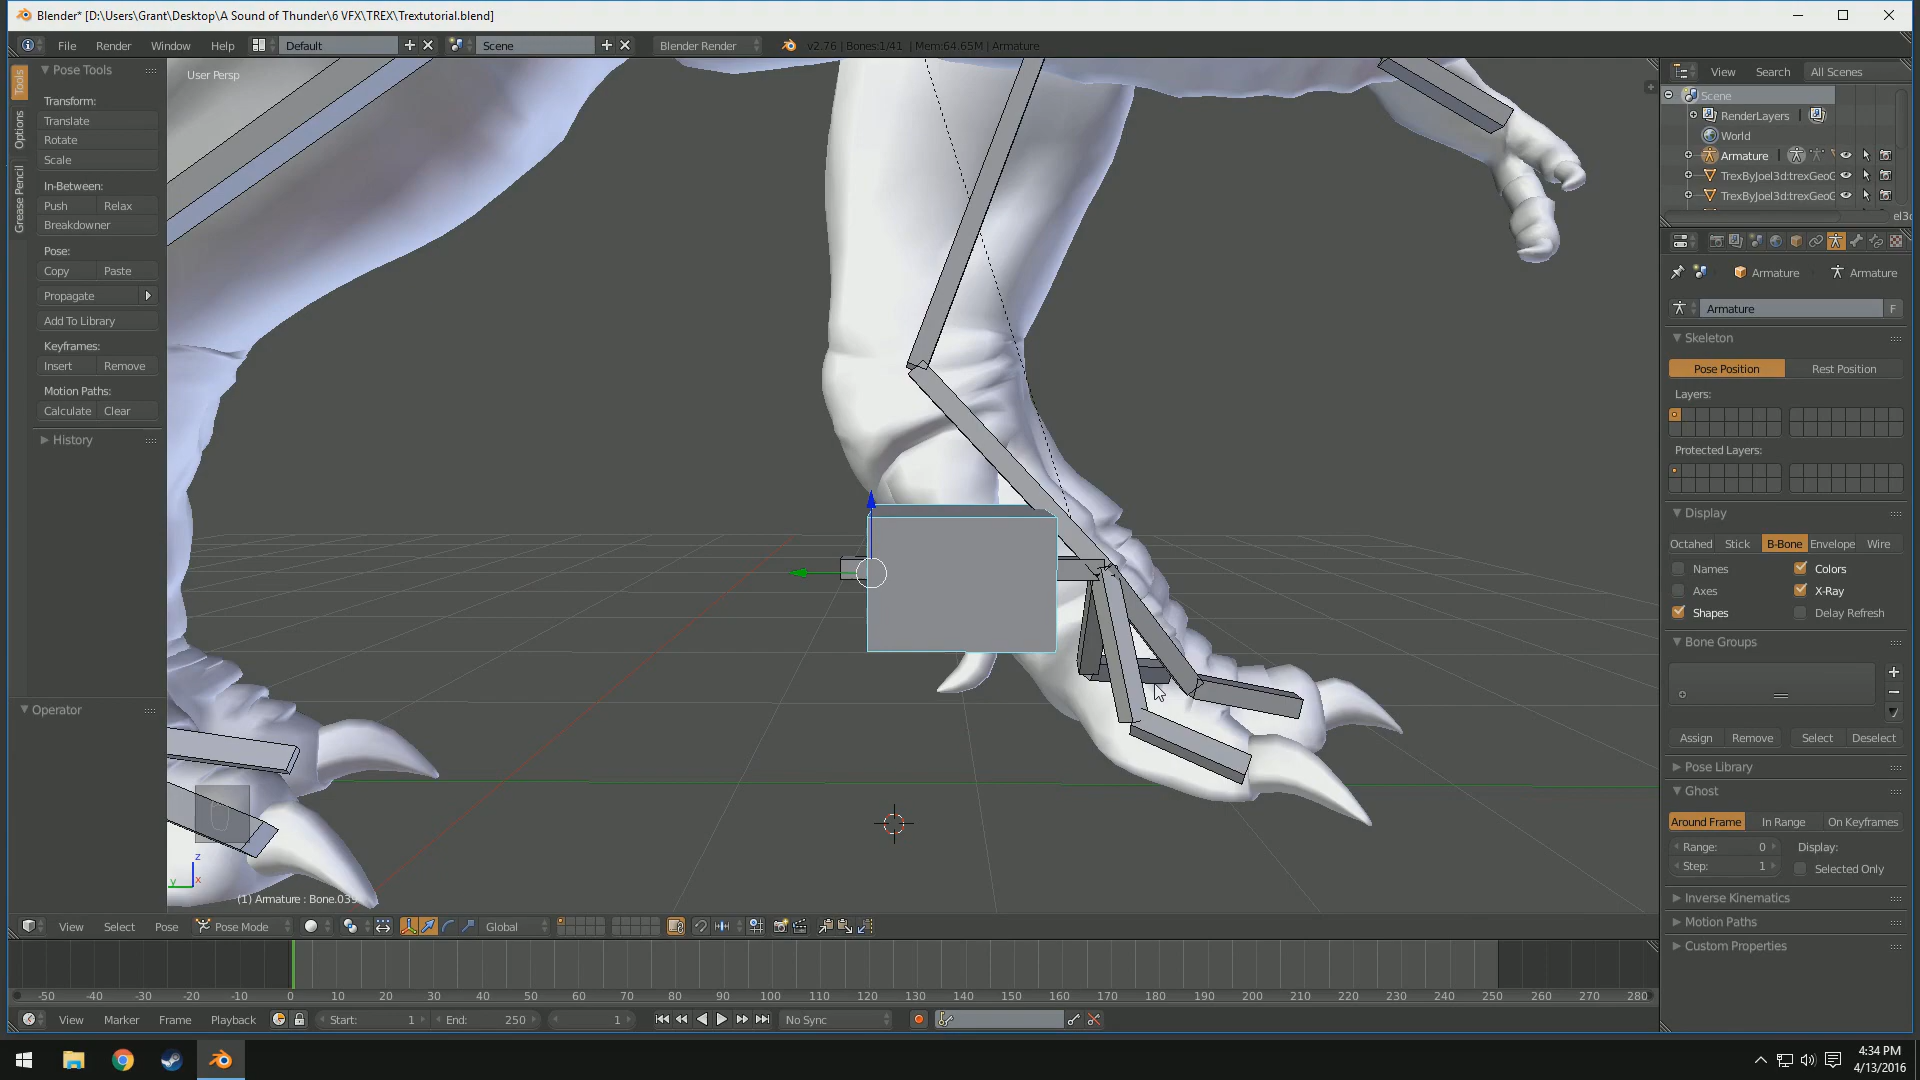 Blender* [D:\Users\Grant\Desktop\A Sound of Thunder\6 VFX\TREX\Trextutorial.blend]
File Render Window Help Default Scene Blender Render v2.76 | Bones:1/41 | Mem:64.65M | Armature
Tools
Options
Grease Pencil
Pose Tools
Transform:
Translate
Rotate
Scale
In-Between:
Push Relax
Breakdowner
Pose:
Copy Paste
Propagate
Add To Library
Keyframes:
Insert Remove
Motion Paths:
Calculate Clear
History
Operator
User Persp
z
y x
(1) Armature : Bone.039
View Select Pose Pose Mode Global
-50 -40 -30 -20 -10 0 10 20 30 40 50 60 70 80 90 100 110 120 130 140 150 160 170 180 190 200 210 220 230 240 250 260 270 280
View Marker Frame Playback Start: 1 End: 250 1 No Sync
View Search All Scenes
Scene
RenderLayers
World
Armature
TrexByJoel3d:trexGeoG
TrexByJoel3d:trexGeoG
el3d
Armature Armature
Armature F
Skeleton
Pose Position Rest Position
Layers:
Protected Layers:
Display
Octahed Stick B-Bone Envelope Wire
Names Colors
Axes X-Ray
Shapes Delay Refresh
Bone Groups
Assign Remove Select Deselect
Pose Library
Ghost
Around Frame In Range On Keyframes
Range: 0 Display:
Step: 1 Selected Only
Inverse Kinematics
Motion Paths
Custom Properties
4:34 PM
4/13/2016